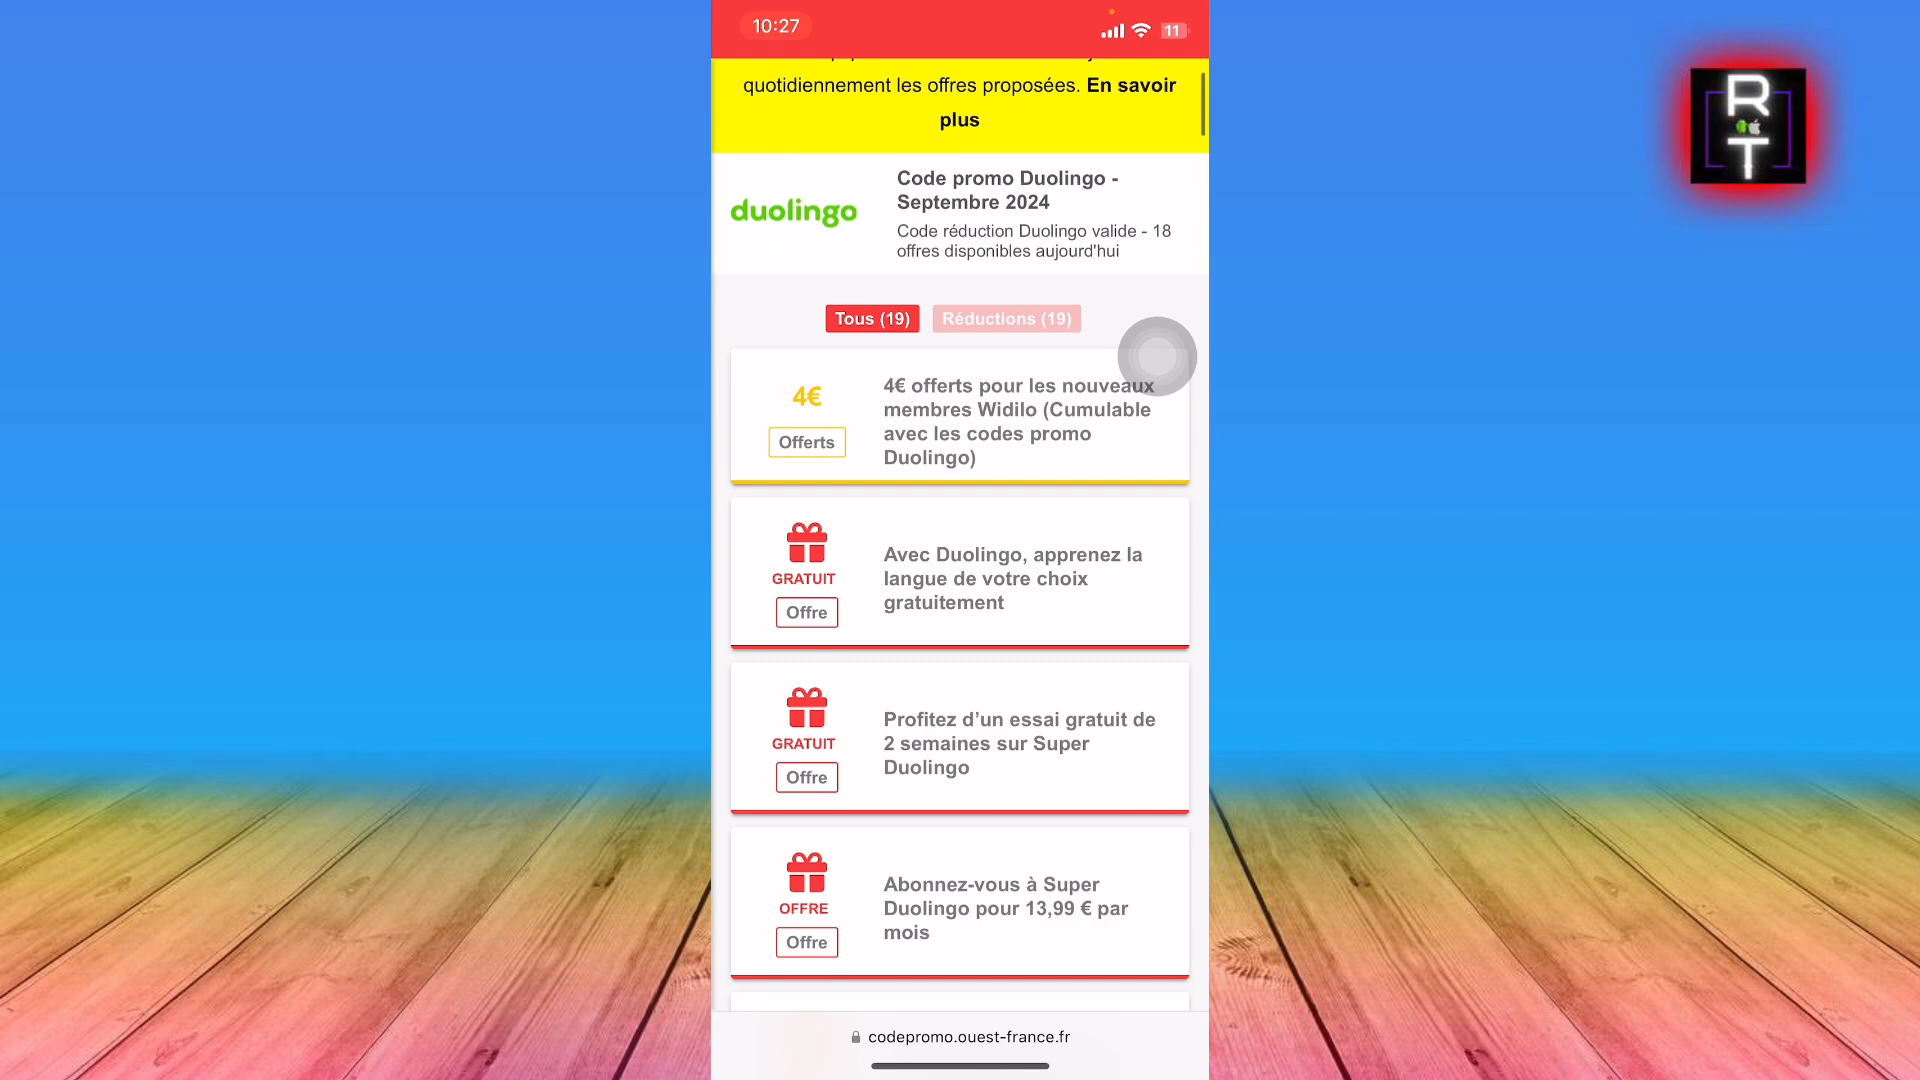 10:27
11
quotidiennement les offres proposées. En savoir
plus
duolingo
Code promo Duolingo -
Septembre 2024
Code réduction Duolingo valide - 18
offres disponibles aujourd'hui
Tous (19)
Réductions (19)
4€
Offerts
4€ offerts pour les nouveaux
membres Widilo (Cumulable
avec les codes promo
Duolingo)
GRATUIT
Offre
Avec Duolingo, apprenez la
langue de votre choix
gratuitement
GRATUIT
Offre
Profitez d’un essai gratuit de
2 semaines sur Super
Duolingo
OFFRE
Offre
Abonnez-vous à Super
Duolingo pour 13,99 € par
mois
codepromo.ouest-france.fr
R
T